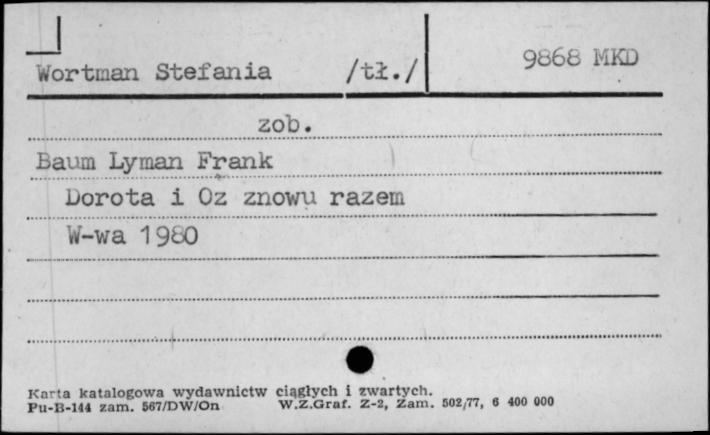 Wortman Stefania /tł./ 9868 MKD
zob.
Baum Lyman Frank
Dorota i Oz znowu razem
W-wa 1980
Karta katalogowa wydawnictw ciągłych i zwartych.
Pu-B-144 zam. 567/DW/On W.Z.Graf. Z-2, Zam. 502/77, 6 400 000